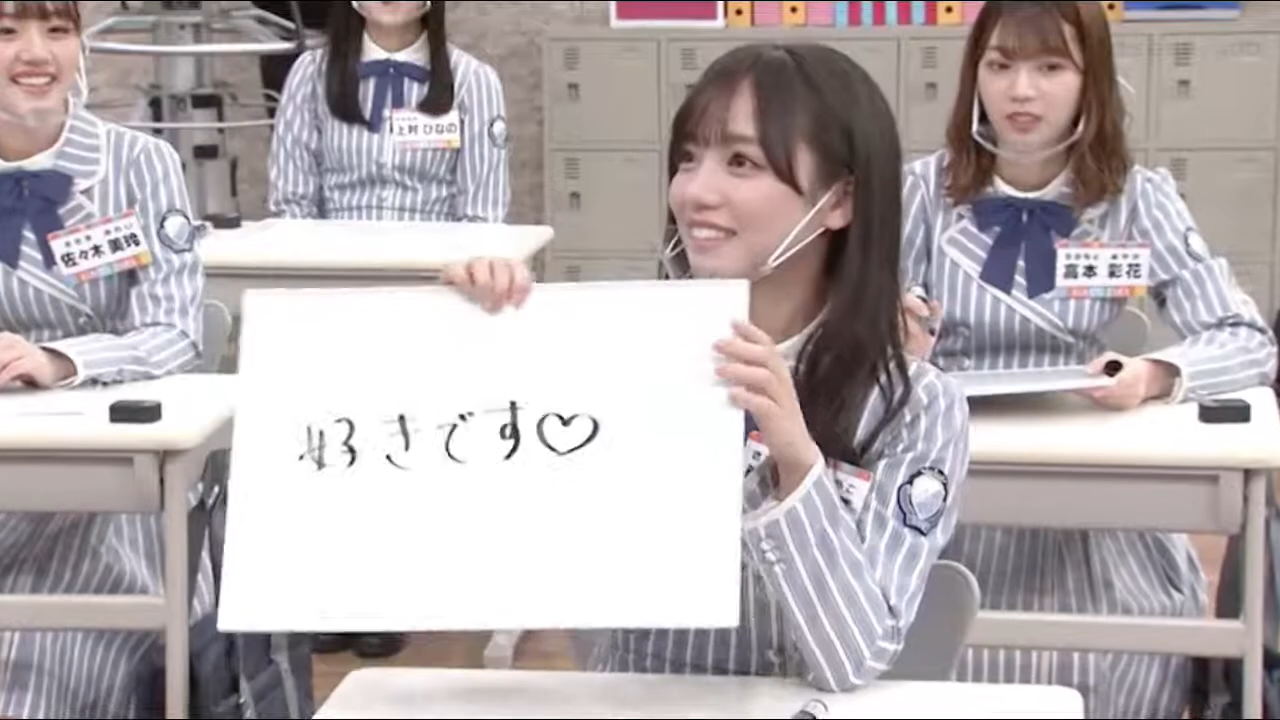 上村 ひなの
佐々木 美玲
高本 彩花
好きです♡